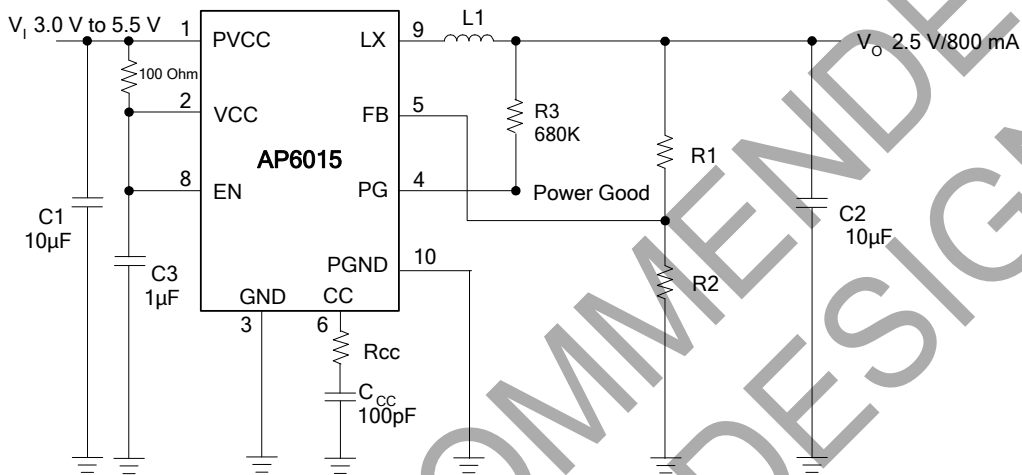 V_I 3.0 V to 5.5 V
1
PVCC
LX
9
L1
V_O 2.5 V/800 mA
100 Ohm
2
VCC
FB
5
R3
680K
R1
AP6015
8
EN
PG
4
Power Good
C1
10µF
C2
10µF
C3
1µF
PGND
10
R2
GND
CC
3
6
Rcc
C_CC
100pF